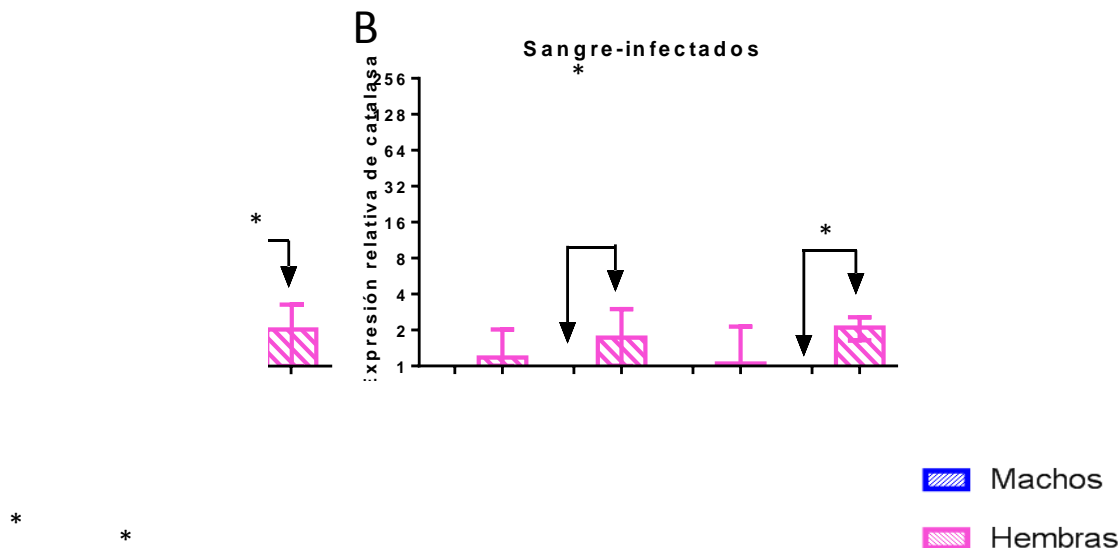 B
Sangre-infectados
*
Expresión relativa de catalasa
256
128
64
32
16
8
4
2
1
*
*
Machos
Hembras
*
*